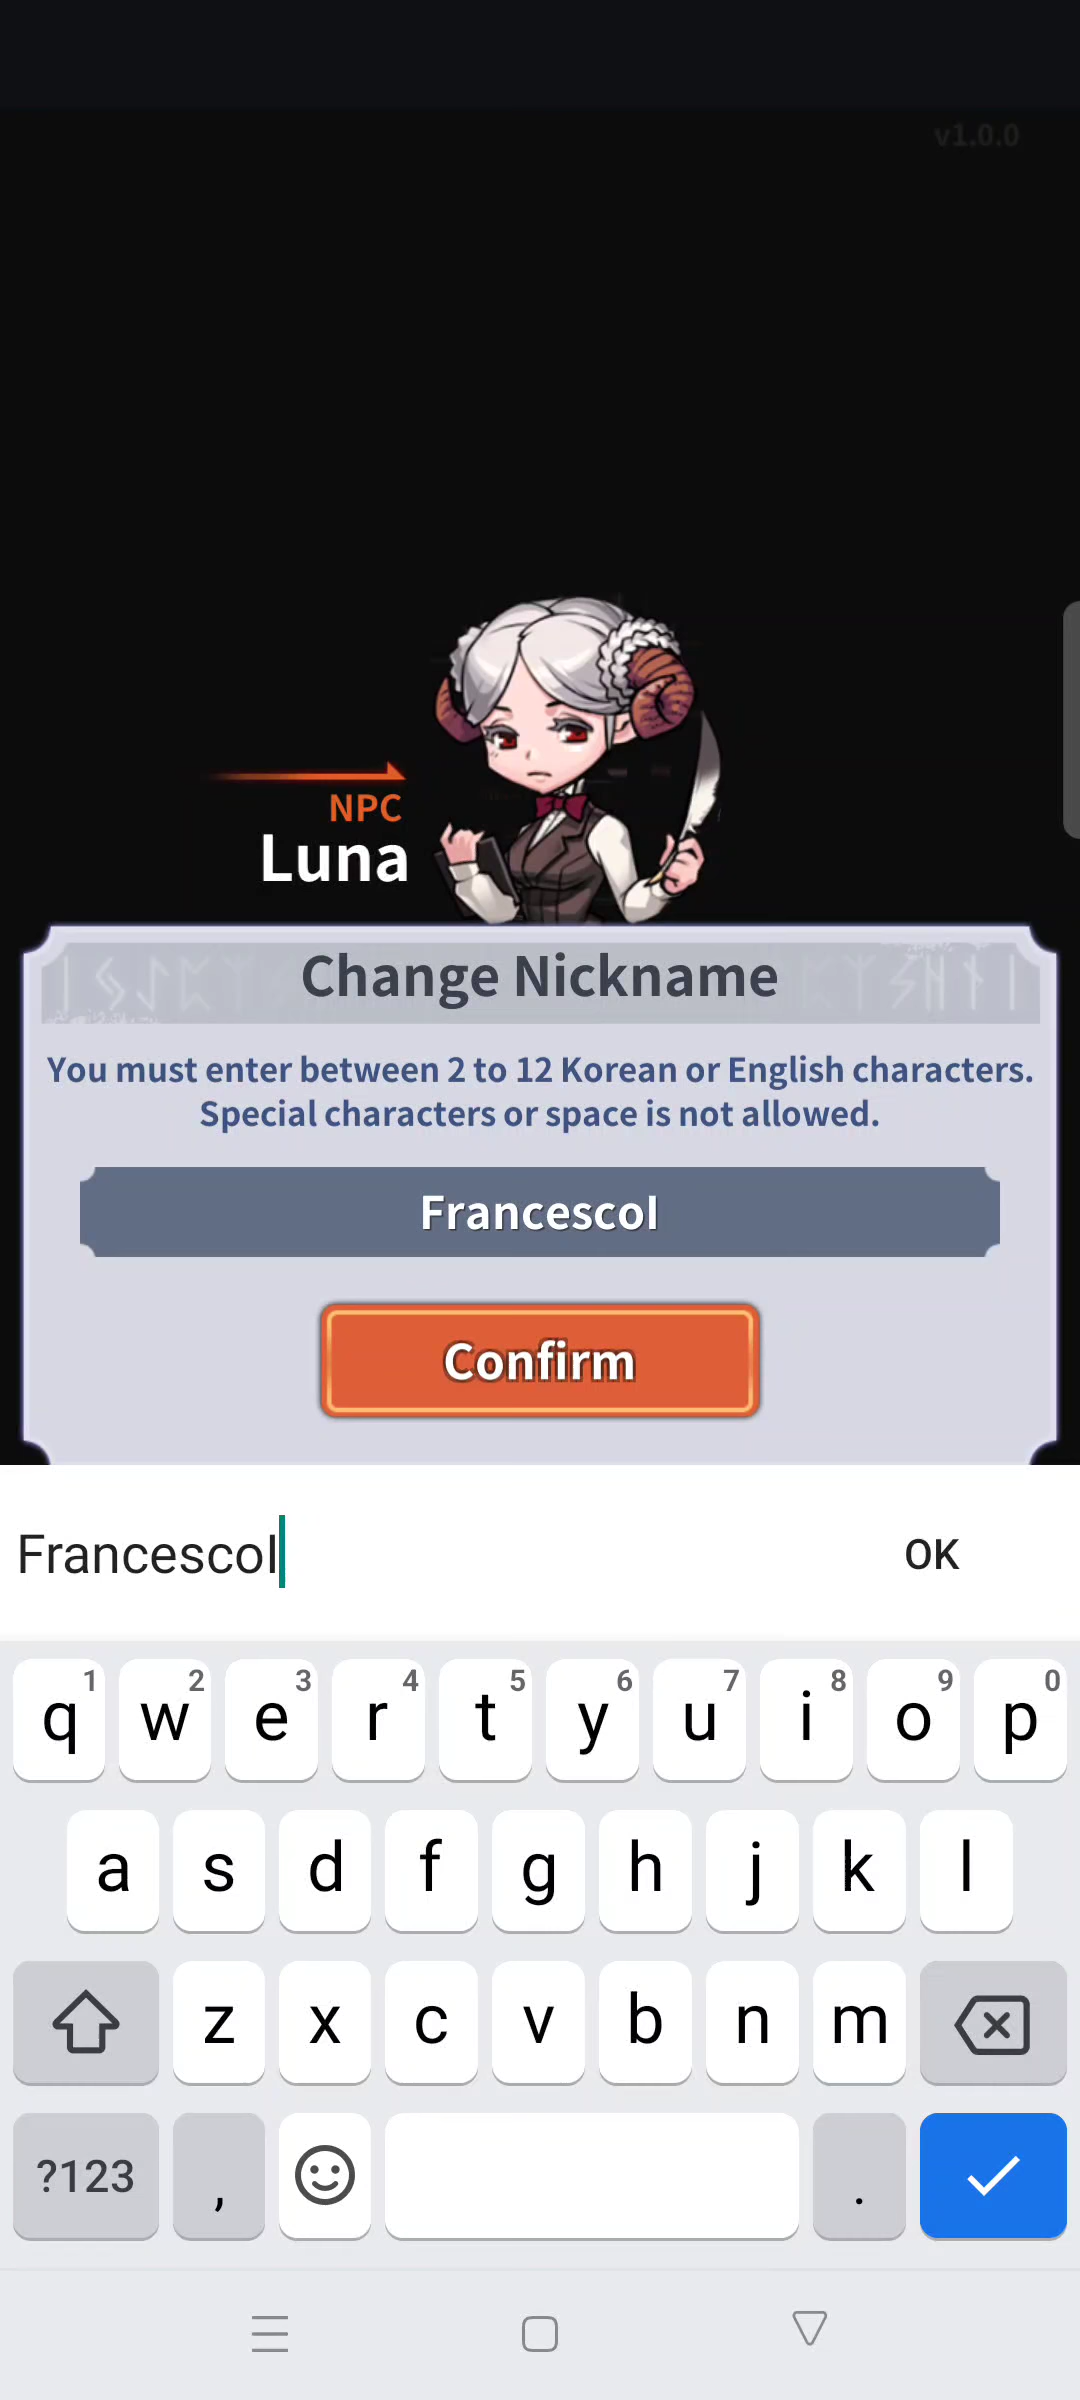 v1.0.0
NPC
Luna
Change Nickname
You must enter between 2 to 12 Korean or English characters.
Special characters or space is not allowed.
FrancescoI
Confirm
FrancescoI
OK
1 2 3 4 5 6 7 8 9 0
q w e r t y u i o p
a s d f g h j k l
z x c v b n m
?123 , .